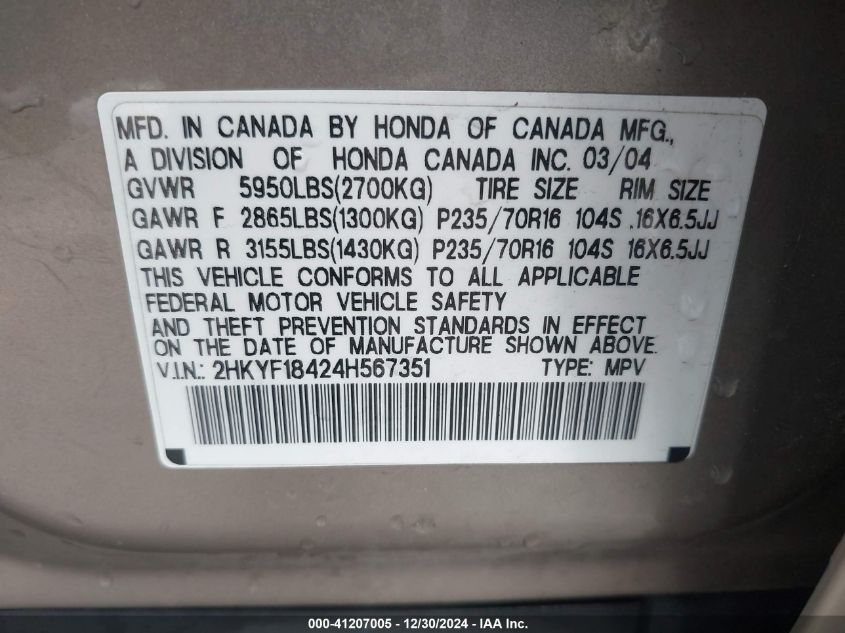 MFD. IN CANADA BY HONDA OF CANADA MFG.,
A DIVISION OF HONDA CANADA INC. 03/04
GVWR 5950LBS(2700KG) TIRE SIZE RIM SIZE
GAWR F 2865LBS(1300KG) P235/70R16 104S .16X6.5JJ
GAWR R 3155LBS(1430KG) P235/70R16 104S 16X6.5JJ
THIS VEHICLE CONFORMS TO ALL APPLICABLE
FEDERAL MOTOR VEHICLE SAFETY
AND THEFT PREVENTION STANDARDS IN EFFECT
ON THE DATE OF MANUFACTURE SHOWN ABOVE.
V.I.N.: 2HKYF18424H567351 TYPE: MPV
000-41207005 - 12/30/2024 - IAA Inc.